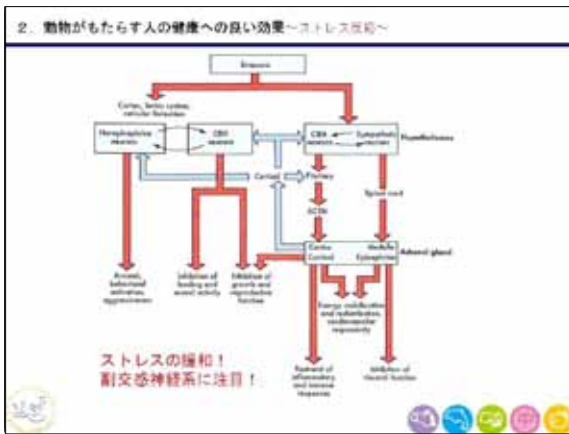 ２．動物がもたらす人の健康への良い効果～ストレス反応～
Stressors
Cortex, limbic system,
reticular formation
Norepinephrine
neurons
CRH
neurons
CRH
neurons
Sympathetic
neurons
Hypothalamus
Cortisol
Pituitary
Spinal cord
ACTH
Cortex
Cortisol
Medulla
Epinephrine
Adrenal gland
Arousal,
behavioral
activation,
aggressiveness
Inhibition of
feeding and
sexual activity
Inhibition of
growth and
reproductive
function
Energy mobilization
and redistribution,
cardiovascular
responsivity
Restraint of
inflammatory
and immune
responses
Inhibition of
visceral function
ストレスの緩和！
副交感神経系に注目！